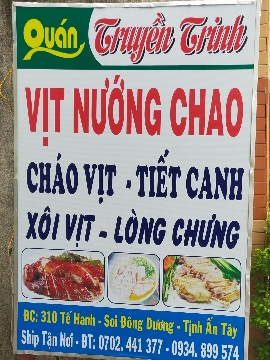 Quán Truyền Trinh
VỊT NƯỚNG CHAO
CHÁO VỊT - TIẾT CANH
XÔI VỊT - LÒNG CHƯNG
ĐC: 310 Tế Hanh - Soi Đông Dương - Tịnh Ấn Tây
Ship Tận Nơi - ĐT: 0702. 441 377 - 0934. 899 574